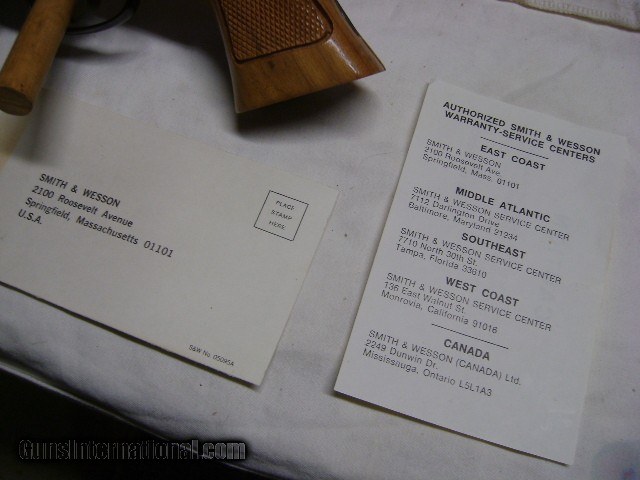 SMITH & WESSON
2100 Roosevelt Avenue
Springfield, Massachusetts 01101
U.S.A.
PLACE
STAMP
HERE
S&W No. 05095A
AUTHORIZED SMITH & WESSON
WARRANTY-SERVICE CENTERS
EAST COAST
SMITH & WESSON
2100 Roosevelt Ave.
Springfield, Mass. 01101
MIDDLE ATLANTIC
SMITH & WESSON SERVICE CENTER
7112 Darlington Drive
Baltimore, Maryland 21234
SOUTHEAST
SMITH & WESSON SERVICE CENTER
7710 North 30th St.
Tampa, Florida 33610
WEST COAST
SMITH & WESSON SERVICE CENTER
136 East Walnut St.
Monrovia, California 91016
CANADA
SMITH & WESSON (CANADA) Ltd.
2249 Dunwin Dr.
Mississauga, Ontario L5L1A3
GunsInternational.com